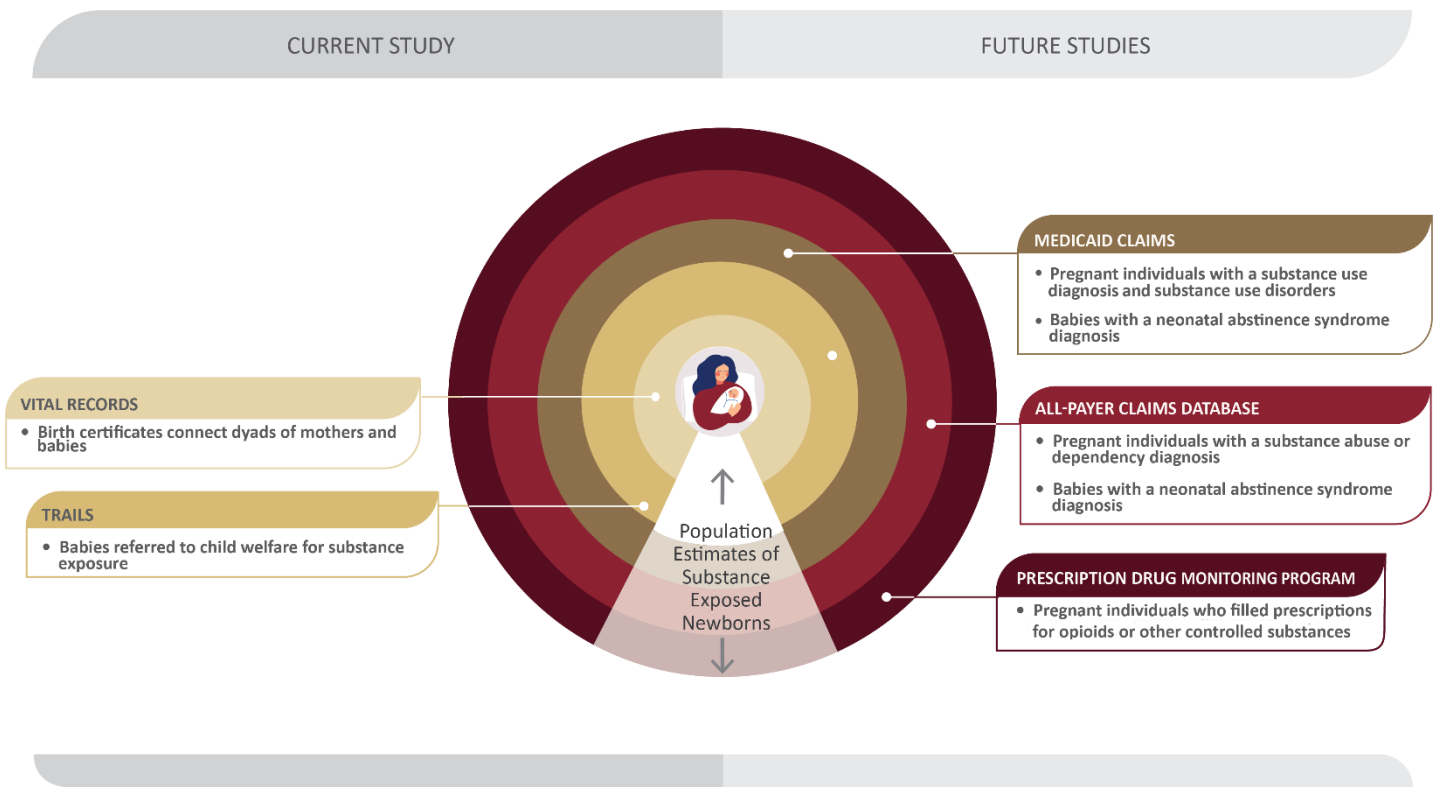 CURRENT STUDY
FUTURE STUDIES
VITAL RECORDS
• Birth certificates connect dyads of mothers and
babies
TRAILS
• Babies referred to child welfare for substance
exposure
Population
Estimates of
Substance
Exposed
Newborns
MEDICAID CLAIMS
• Pregnant individuals with a substance use
diagnosis and substance use disorders
• Babies with a neonatal abstinence syndrome
diagnosis
ALL-PAYER CLAIMS DATABASE
• Pregnant individuals with a substance abuse or
dependency diagnosis
• Babies with a neonatal abstinence syndrome
diagnosis
PRESCRIPTION DRUG MONITORING PROGRAM
• Pregnant individuals who filled prescriptions
for opioids or other controlled substances